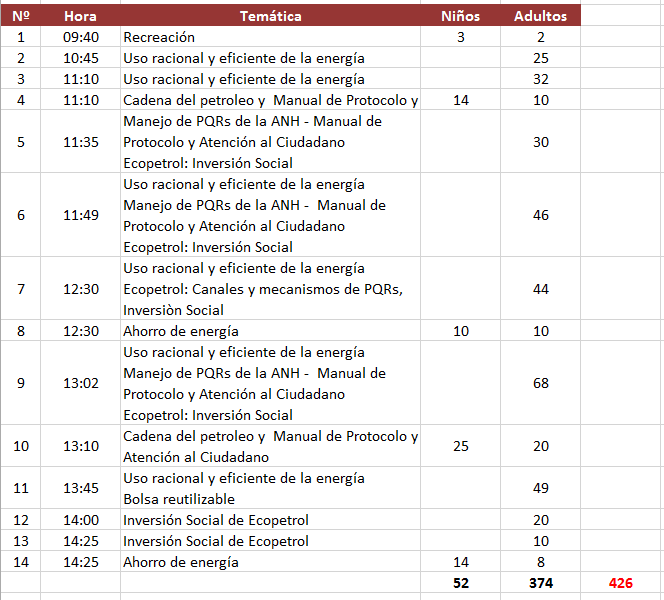 Nº Hora Temática Niños Adultos
1 09:40 Recreación 3 2
2 10:45 Uso racional y eficiente de la energía 25
3 11:10 Uso racional y eficiente de la energía 32
4 11:10 Cadena del petroleo y  Manual de Protocolo y 14 10
Manejo de PQRs de la ANH - Manual de
5 11:35 Protocolo y Atención al Ciudadano 30
Ecopetrol: Inversión Social
Uso racional y eficiente de la energía
Manejo de PQRs de la ANH -  Manual de
6 11:49 Protocolo y Atención al Ciudadano 46
Ecopetrol: Inversión Social
Uso racional y eficiente de la energía
7 12:30 Ecopetrol: Canales y mecanismos de PQRs, 44
Inversiòn Social
8 12:30 Ahorro de energía 10 10
Uso racional y eficiente de la energía
Manejo de PQRs de la ANH -  Manual de
9 13:02 Protocolo y Atención al Ciudadano 68
Ecopetrol: Inversión Social
Cadena del petroleo y  Manual de Protocolo y
10 13:10 Atención al Ciudadano 25 20
Uso racional y eficiente de la energía
11 13:45 Bolsa reutilizable 49
12 14:00 Inversión Social de Ecopetrol 20
13 14:25 Inversión Social de Ecopetrol 10
14 14:25 Ahorro de energía 14 8
52 374 426